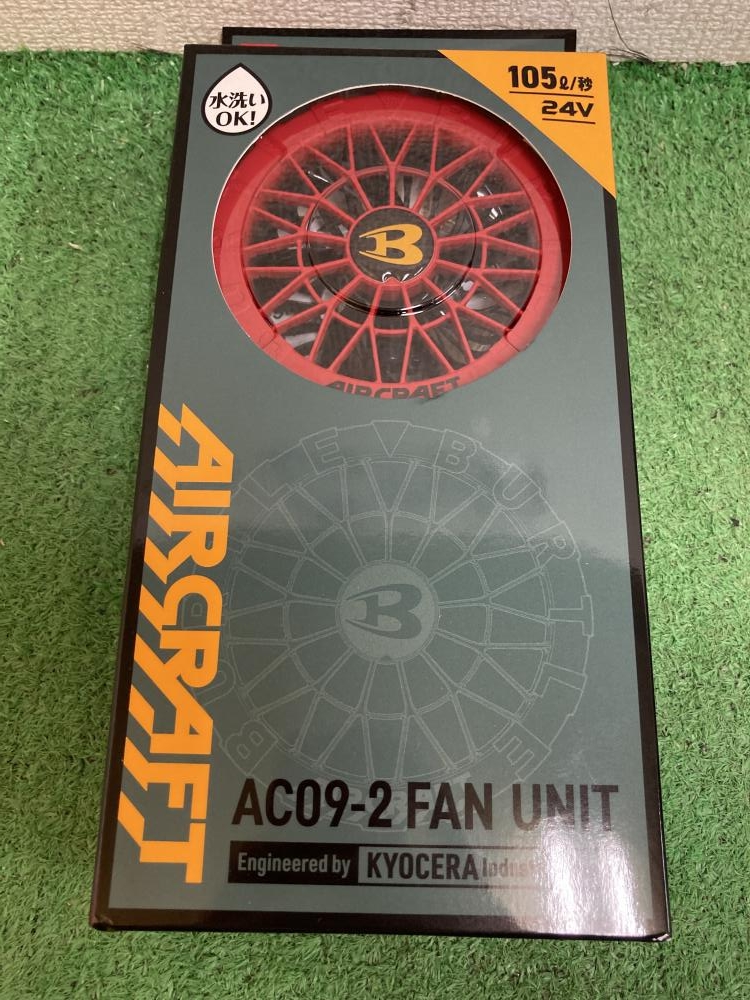 105ℓ/秒
24V
水洗い
OK!
B
AIRCRAFT
BURTLE
B
AIRCRAFT
AC09-2 FAN UNIT
Engineered by KYOCERA